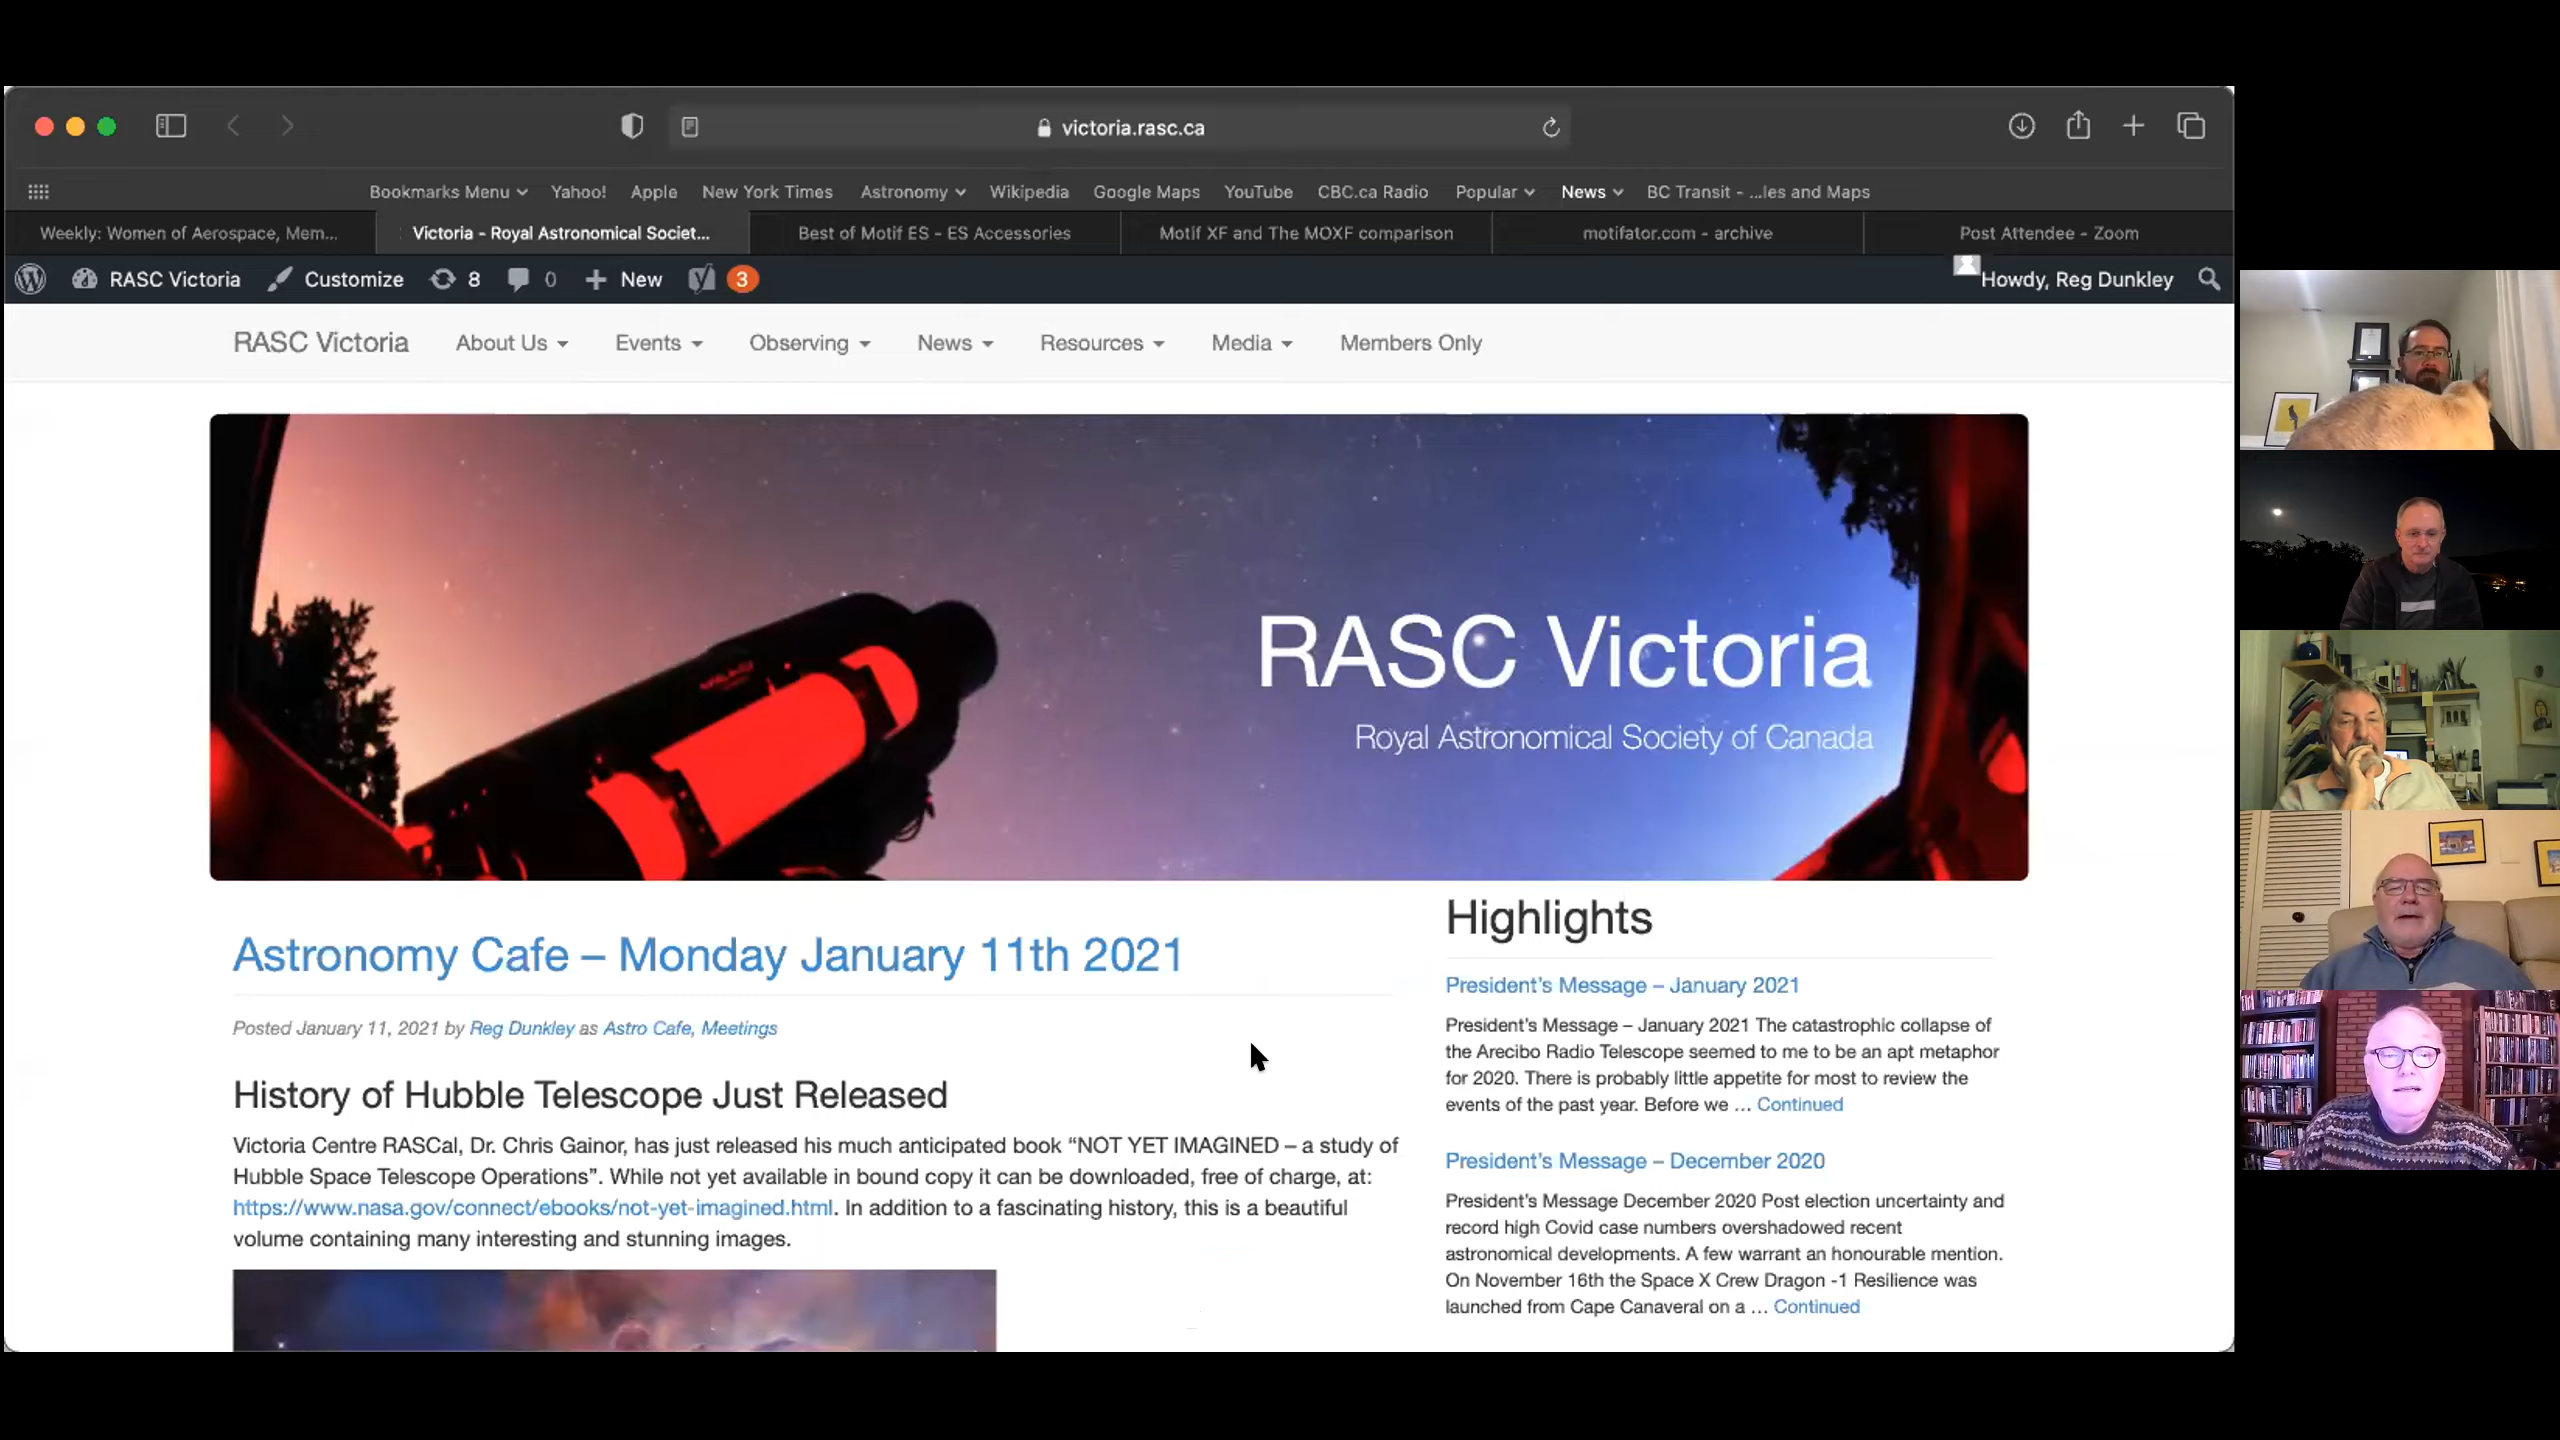 victoria.rasc.ca
Bookmarks Menu Yahoo! Apple New York Times Astronomy Wikipedia Google Maps YouTube CBC.ca Radio Popular News BC Transit - ...les and Maps
Weekly: Women of Aerospace, Mem... Victoria - Royal Astronomical Societ... Best of Motif ES - ES Accessories Motif XF and The MOXF comparison motifator.com - archive Post Attendee - Zoom
RASC Victoria Customize 8 0 New 3 Howdy, Reg Dunkley
RASC Victoria About Us Events Observing News Resources Media Members Only
RASC Victoria
Royal Astronomical Society of Canada
Astronomy Cafe – Monday January 11th 2021
Posted January 11, 2021 by Reg Dunkley as Astro Cafe, Meetings
History of Hubble Telescope Just Released
Victoria Centre RASCal, Dr. Chris Gainor, has just released his much anticipated book “NOT YET IMAGINED – a study of
Hubble Space Telescope Operations”. While not yet available in bound copy it can be downloaded, free of charge, at:
https://www.nasa.gov/connect/ebooks/not-yet-imagined.html. In addition to a fascinating history, this is a beautiful
volume containing many interesting and stunning images.
Highlights
President’s Message – January 2021
President’s Message – January 2021 The catastrophic collapse of
the Arecibo Radio Telescope seemed to me to be an apt metaphor
for 2020. There is probably little appetite for most to review the
events of the past year. Before we … Continued
President’s Message – December 2020
President’s Message December 2020 Post election uncertainty and
record high Covid case numbers overshadowed recent
astronomical developments. A few warrant an honourable mention.
On November 16th the Space X Crew Dragon -1 Resilience was
launched from Cape Canaveral on a … Continued